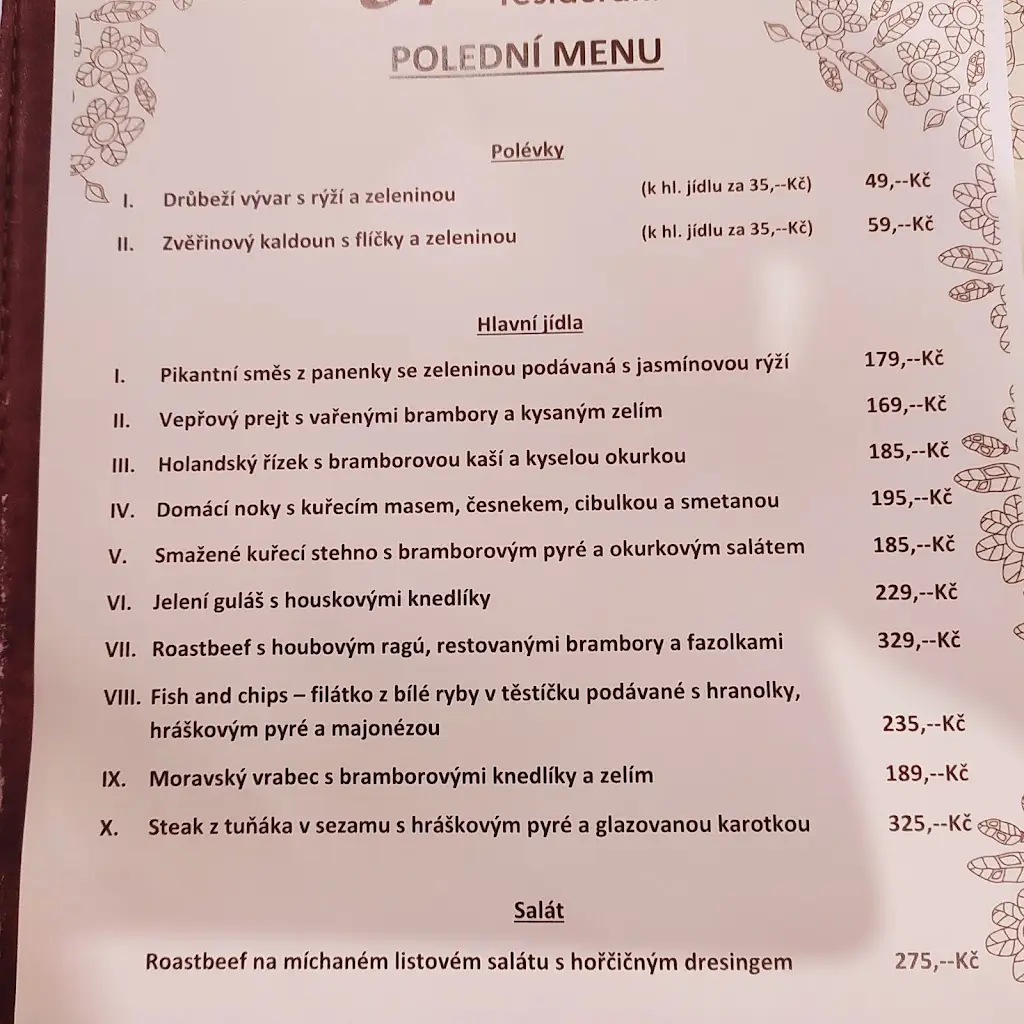 POLEDNÍ MENU
Polévky
I. Drůbeží vývar s rýží a zeleninou (k hl. jídlu za 35,--Kč) 49,--Kč
II. Zvěřinový kaldoun s flíčky a zeleninou (k hl. jídlu za 35,--Kč) 59,--Kč
Hlavní jídla
I. Pikantní směs z panenky se zeleninou podávaná s jasmínovou rýží 179,--Kč
II. Vepřový prejt s vařenými brambory a kysaným zelím 169,--Kč
III. Holandský řízek s bramborovou kaší a kyselou okurkou 185,--Kč
IV. Domácí noky s kuřecím masem, česnekem, cibulkou a smetanou 195,--Kč
V. Smažené kuřecí stehno s bramborovým pyré a okurkovým salátem 185,--Kč
VI. Jelení guláš s houskovými knedlíky 229,--Kč
VII. Roastbeef s houbovým ragú, restovanými brambory a fazolkami 329,--Kč
VIII. Fish and chips – filátko z bílé ryby v těstíčku podávané s hranolky,
hráškovým pyré a majonézou 235,--Kč
IX. Moravský vrabec s bramborovými knedlíky a zelím 189,--Kč
X. Steak z tuňáka v sezamu s hráškovým pyré a glazovanou karotkou 325,--Kč
Salát
Roastbeef na míchaném listovém salátu s hořčičným dresingem 275,--Kč